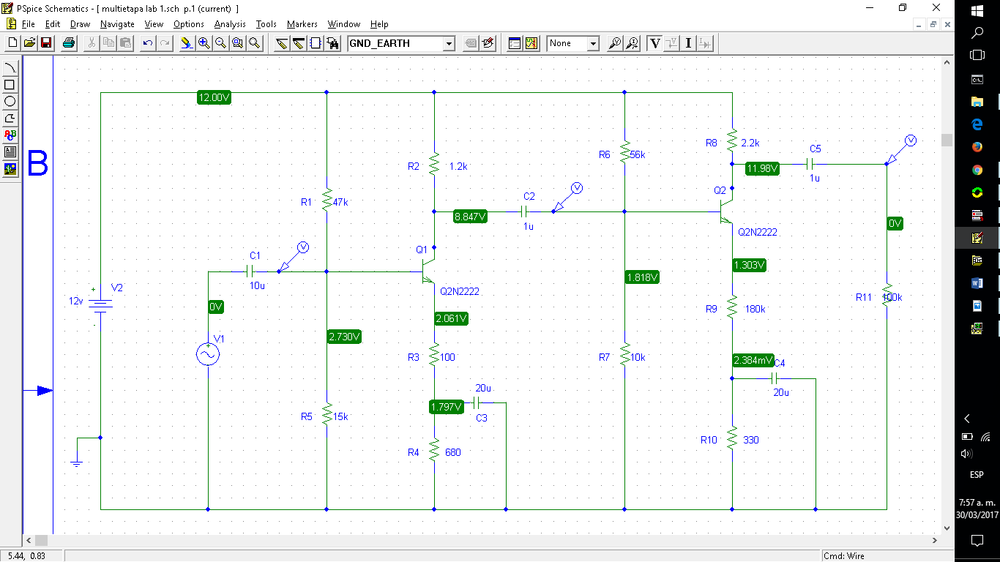 PSpice Schematics - [ multietapa lab 1.sch  p.1 (current)  ]
File Edit Draw Navigate View Options Analysis Tools Markers Window Help
GND_EARTH
None
V
I
ABC
B
12.00V
R8 2.2k
C5
R6 56k
1u
R2 1.2k
11.98V
Q2
C2
R1 47k
8.847V
1u
0V
Q2N2222
V
V
V
Q1
C1
1.303V
10u
1.818V
V2
Q2N2222
12v
R11 100k
0V
2.061V
R9 180k
V1
2.730V
R3 100
R7 10k
2.384mV
C4
20u
20u
1.797V
R5 15k
C3
R10 330
R4 680
ESP
7:57 a. m.
30/03/2017
5.44, 0.83
Cmd: Wire